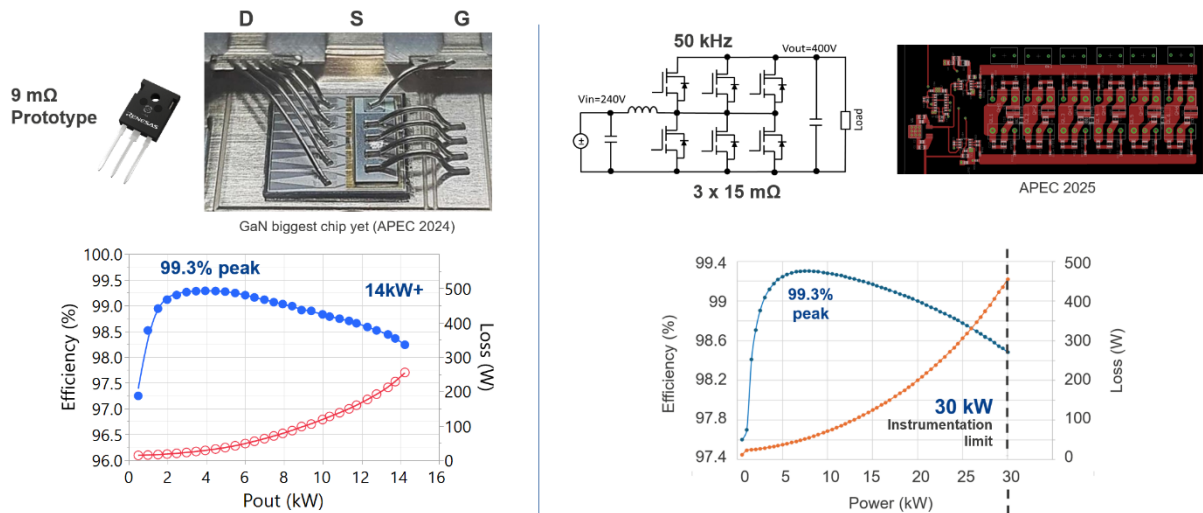 D S G
9 mΩ
Prototype
RENESAS
GaN biggest chip yet (APEC 2024)
100.0
99.5
99.0
98.5
98.0
97.5
97.0
96.5
96.0
Efficiency (%)
99.3% peak
14kW+
500
400
300
200
100
0
Loss (W)
0 2 4 6 8 10 12 14 16
Pout (kW)
50 kHz
Vout=400V
Vin=240V
Load
3 x 15 mΩ
APEC 2025
99.4
99
98.6
98.2
97.8
97.4
Efficiency (%)
99.3%
peak
30 kW
Instrumentation
limit
500
400
300
200
100
0
Loss (W)
0 5 10 15 20 25 30 35
Power (kW)